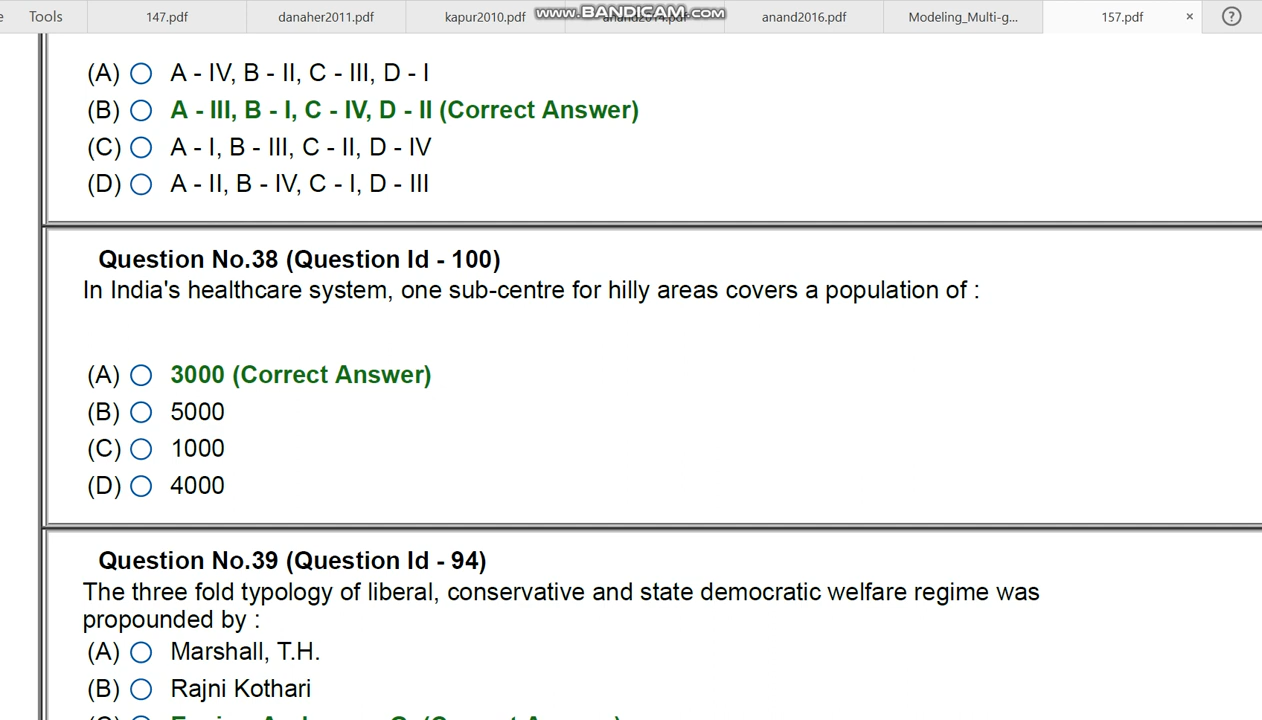 e Tools 147.pdf danaher2011.pdf kapur2010.pdf anand2014.pdf anand2016.pdf Modeling_Multi-g... 157.pdf × ?
www.BANDICAM.com
(A) A - IV, B - II, C - III, D - I
(B) A - III, B - I, C - IV, D - II (Correct Answer)
(C) A - I, B - III, C - II, D - IV
(D) A - II, B - IV, C - I, D - III
Question No.38 (Question Id - 100)
In India's healthcare system, one sub-centre for hilly areas covers a population of :
(A) 3000 (Correct Answer)
(B) 5000
(C) 1000
(D) 4000
Question No.39 (Question Id - 94)
The three fold typology of liberal, conservative and state democratic welfare regime was
propounded by :
(A) Marshall, T.H.
(B) Rajni Kothari